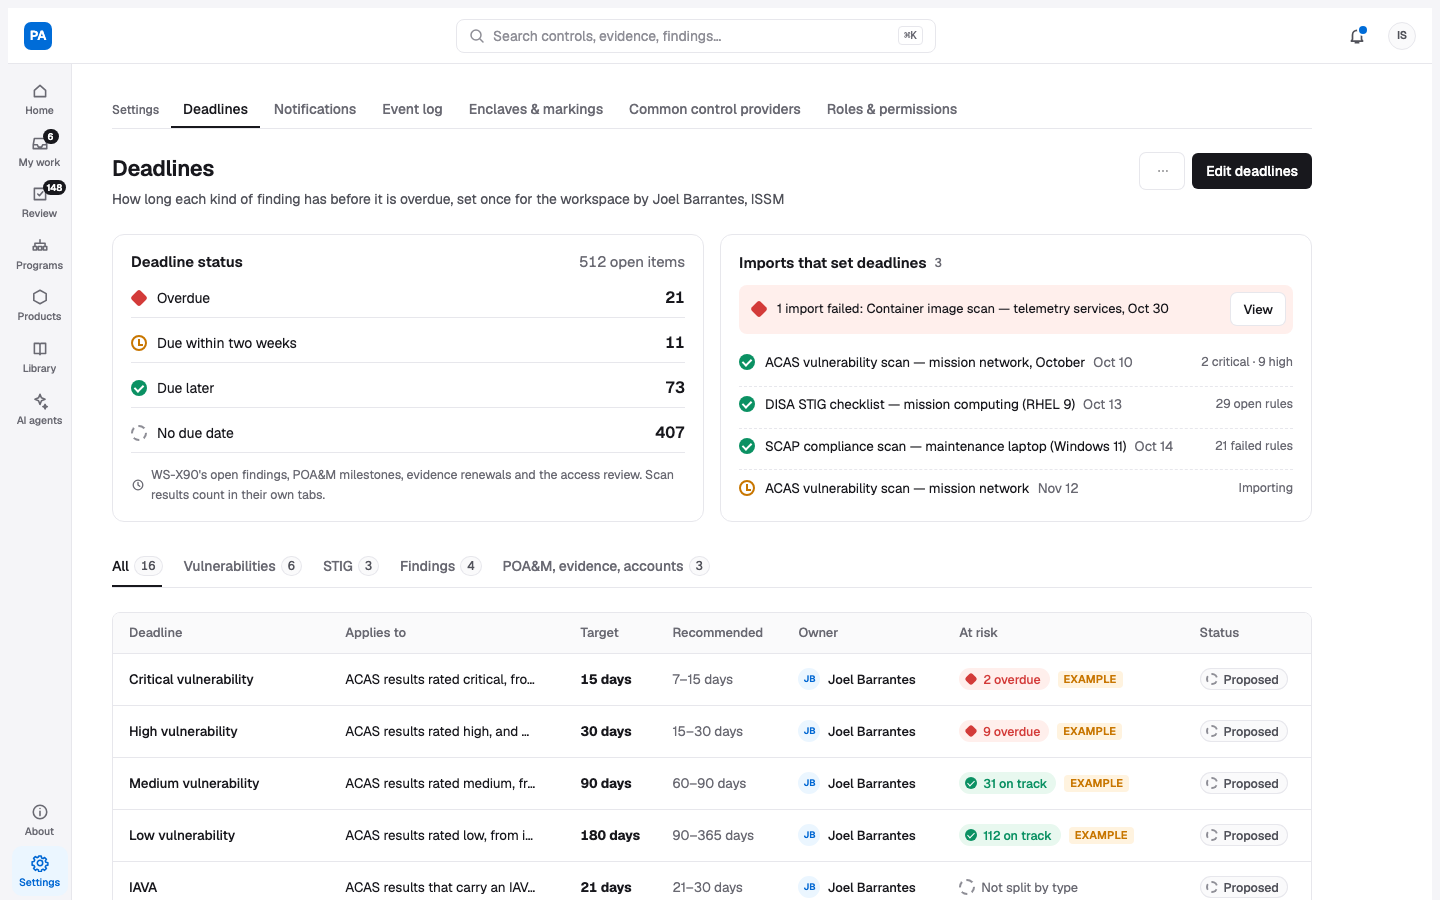 PA
Search controls, evidence, findings...
⌘K
IS
Home
6
My work
148
Review
Programs
Products
Library
AI agents
About
Settings
Settings
Deadlines
Notifications
Event log
Enclaves & markings
Common control providers
Roles & permissions
Deadlines
How long each kind of finding has before it is overdue, set once for the workspace by Joel Barrantes, ISSM
...
Edit deadlines
Deadline status
512 open items
Overdue 21
Due within two weeks 11
Due later 73
No due date 407
WS-X90's open findings, POA&M milestones, evidence renewals and the access review. Scan
results count in their own tabs.
Imports that set deadlines 3
1 import failed: Container image scan — telemetry services, Oct 30
View
ACAS vulnerability scan — mission network, October Oct 10 2 critical · 9 high
DISA STIG checklist — mission computing (RHEL 9) Oct 13 29 open rules
SCAP compliance scan — maintenance laptop (Windows 11) Oct 14 21 failed rules
ACAS vulnerability scan — mission network Nov 12 Importing
All 16 Vulnerabilities 6 STIG 3 Findings 4 POA&M, evidence, accounts 3
Deadline Applies to Target Recommended Owner At risk Status
Critical vulnerability ACAS results rated critical, fro... 15 days 7–15 days JB Joel Barrantes 2 overdue EXAMPLE Proposed
High vulnerability ACAS results rated high, and ... 30 days 15–30 days JB Joel Barrantes 9 overdue EXAMPLE Proposed
Medium vulnerability ACAS results rated medium, fr... 90 days 60–90 days JB Joel Barrantes 31 on track EXAMPLE Proposed
Low vulnerability ACAS results rated low, from i... 180 days 90–365 days JB Joel Barrantes 112 on track EXAMPLE Proposed
IAVA ACAS results that carry an IAV... 21 days 21–30 days JB Joel Barrantes Not split by type Proposed